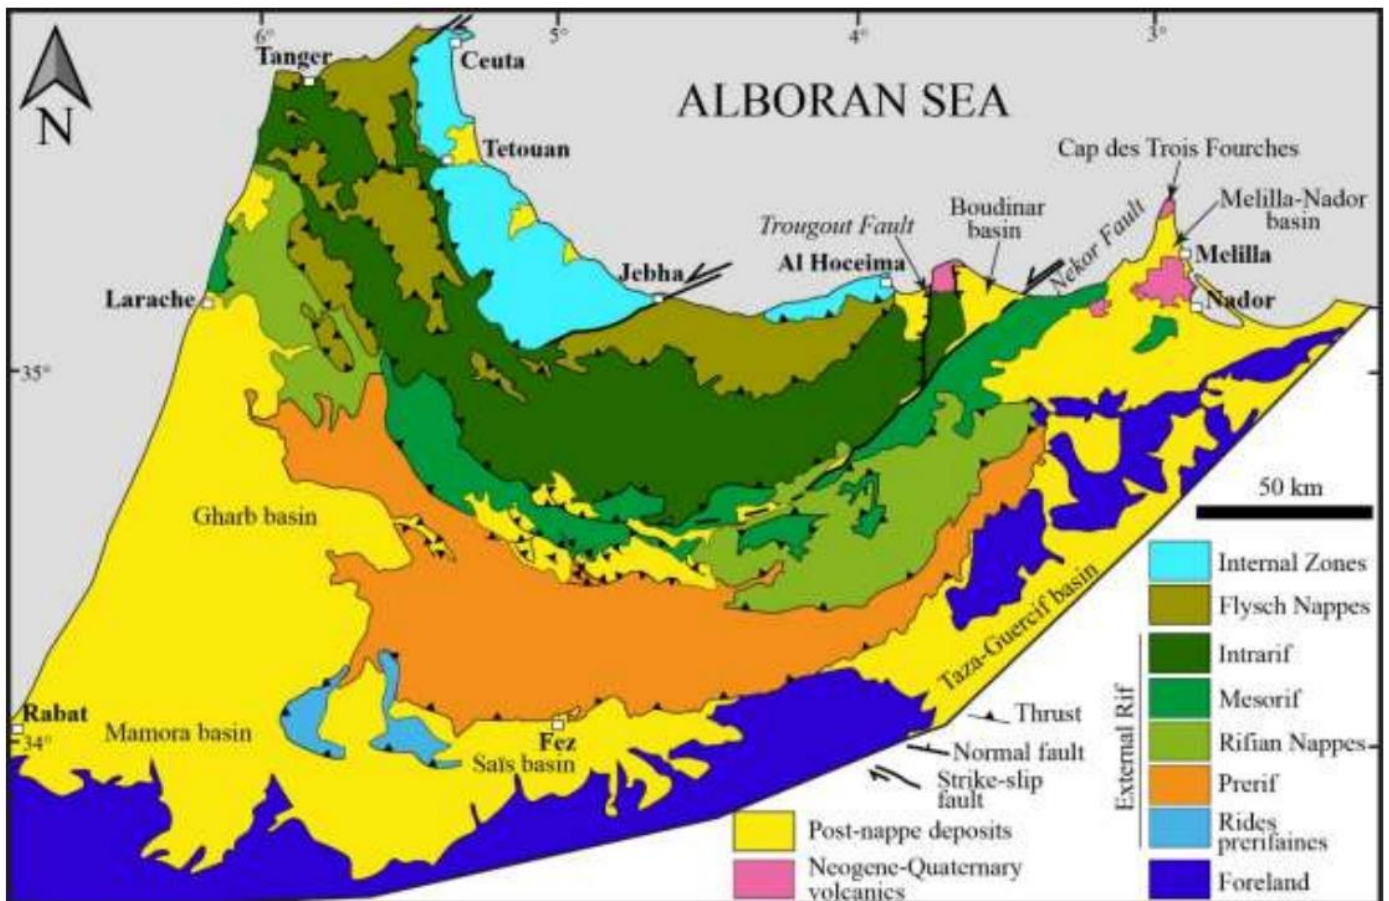 6°
5°
4°
3°
Tanger
Ceuta
ALBORAN SEA
N
Tetouan
Cap des Trois Fourches
Boudinar
basin
Melilla-Nador
basin
Trougout Fault
Nekor Fault
Al Hoceima
Jebha
Melilla
Larache
Nador
35°
50 km
Gharb basin
Internal Zones
Flysch Nappes
External Rif
Intrarif
Mesorif
Rifian Nappes
Prerif
Rides
prerifaines
Foreland
Taza-Guercif basin
Rabat
34°
Mamora basin
Fez
Saïs basin
Thrust
Normal fault
Strike-slip
fault
Post-nappe deposits
Neogene-Quaternary
volcanics